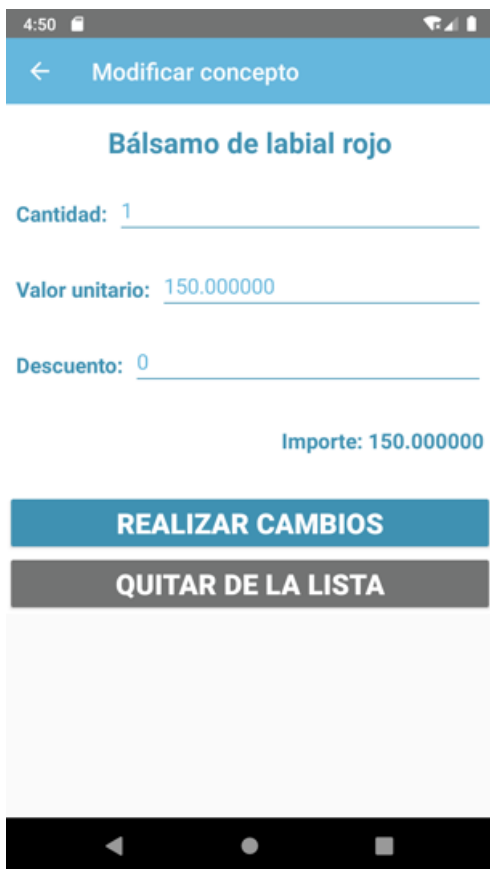 4:50
Modificar concepto
Bálsamo de labial rojo
Cantidad: 1
Valor unitario: 150.000000
Descuento: 0
Importe: 150.000000
REALIZAR CAMBIOS
QUITAR DE LA LISTA